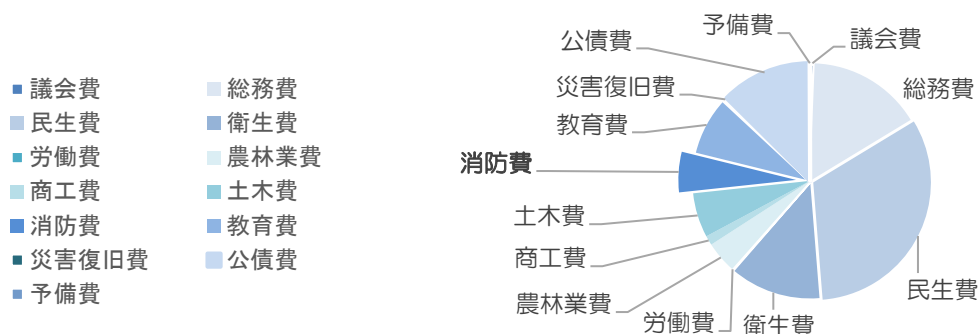 議会費
総務費
民生費
衛生費
労働費
農林業費
商工費
土木費
消防費
教育費
災害復旧費
公債費
予備費
予備費
議会費
公債費
総務費
災害復旧費
教育費
消防費
土木費
商工費
民生費
農林業費
労働費
衛生費